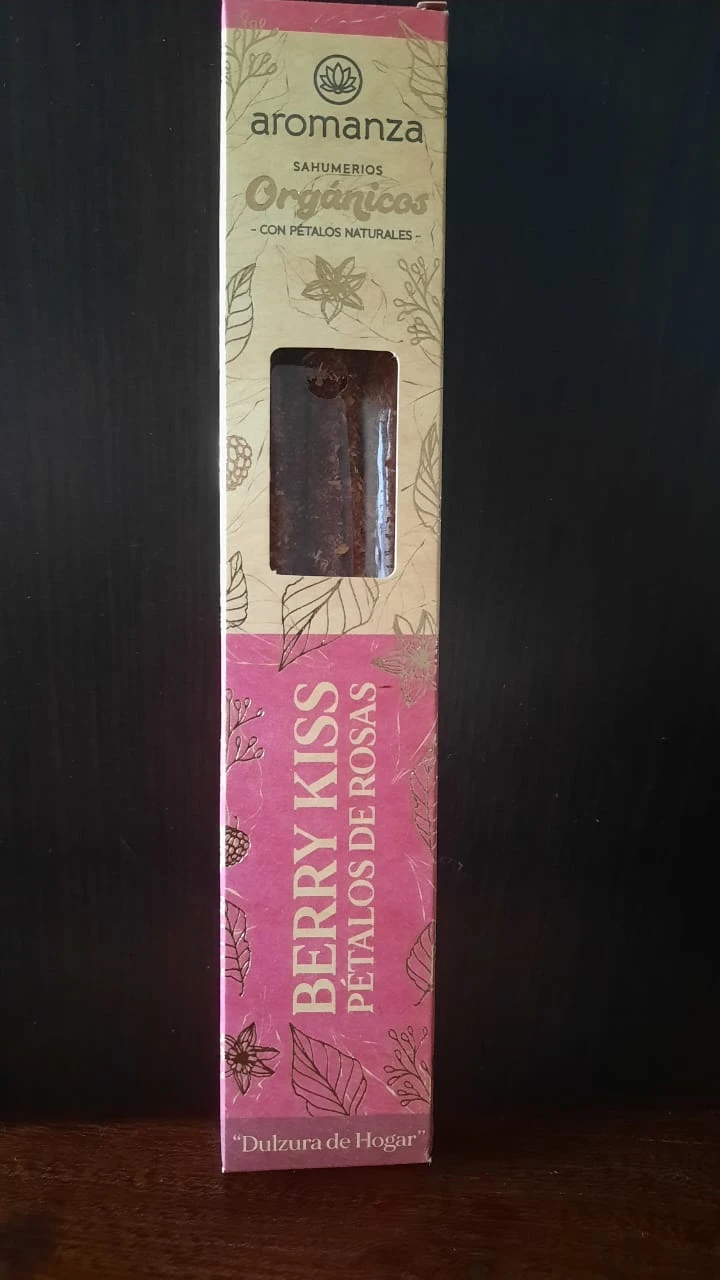 aromanza
SAHUMERIOS
Orgánicos
- CON PÉTALOS NATURALES -
BERRY KISS
PÉTALOS DE ROSAS
“Dulzura de Hogar”